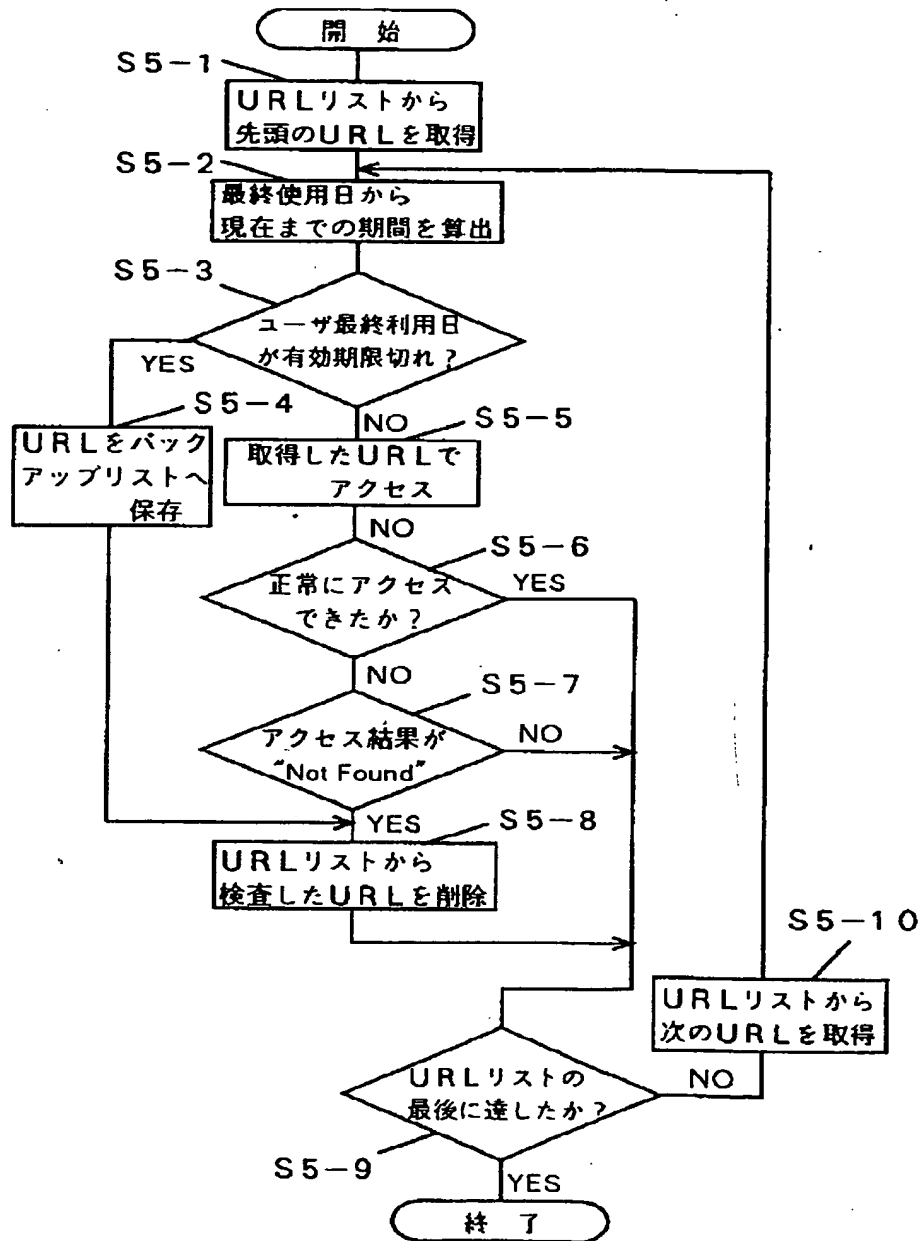 開 始
S5-1
URLリストから
先頭のURLを取得
S5-2
最終使用日から
現在までの期間を算出
S5-3
ユーザ最終利用日
が有効期限切れ?
YES
NO
S5-4
URLをバック
アップリストへ
保存
S5-5
取得したURLで
アクセス
NO
S5-6
正常にアクセス
できたか?
YES
NO
S5-7
アクセス結果が
"Not Found"
NO
YES
S5-8
URLリストから
検査したURLを削除
S5-10
URLリストから
次のURLを取得
URLリストの
最後に達したか?
NO
S5-9
YES
終 了